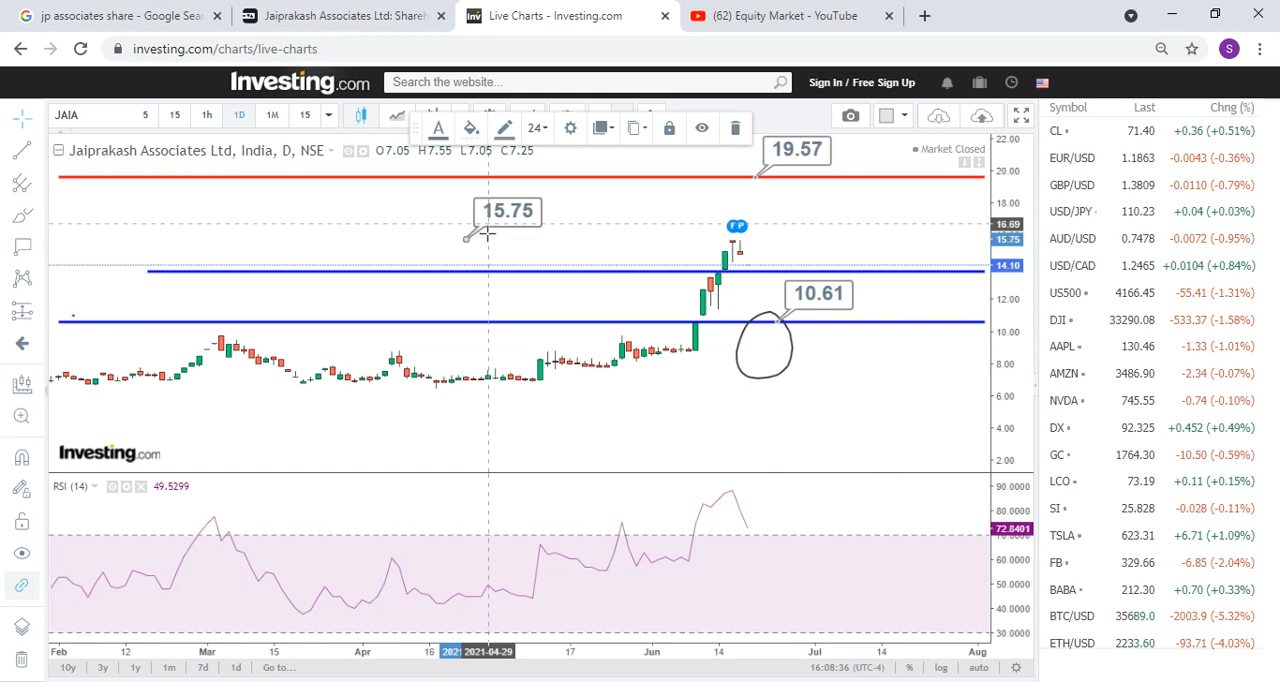 jp associates share - Google Sear
Jaiprakash Associates Ltd: Shareh
Live Charts - Investing.com
(62) Equity Market - YouTube
investing.com/charts/live-charts
S
Investing.com
Search the website...
Sign In / Free Sign Up
JAIA
5
15
1h
1D
1M
15
24
Jaiprakash Associates Ltd, India, D, NSE
O7.05 H7.55 L7.05 C7.25
Market Closed
19.57
15.75
10.61
F P
22.00
20.00
18.00
16.69
15.75
14.10
12.00
10.00
8.00
6.00
4.00
2.00
Investing.com
RSI (14)
49.5299
90.0000
80.0000
72.8401
60.0000
50.0000
40.0000
30.0000
Feb
12
Mar
15
Apr
16
2021
2021-04-29
17
Jun
14
Jul
14
Aug
10y
3y
1y
1m
7d
1d
Go to...
16:08:36 (UTC-4)
%
log
auto
Symbol Last Chng (%)
CL 71.40 +0.36 (+0.51%)
EUR/USD 1.1863 -0.0043 (-0.36%)
GBP/USD 1.3809 -0.0110 (-0.79%)
USD/JPY 110.23 +0.04 (+0.03%)
AUD/USD 0.7478 -0.0072 (-0.95%)
USD/CAD 1.2465 +0.0104 (+0.84%)
US500 4166.45 -55.41 (-1.31%)
DJI 33290.08 -533.37 (-1.58%)
AAPL 130.46 -1.33 (-1.01%)
AMZN 3486.90 -2.34 (-0.07%)
NVDA 745.55 -0.74 (-0.10%)
DX 92.325 +0.452 (+0.49%)
GC 1764.30 -10.50 (-0.59%)
LCO 73.19 +0.11 (+0.15%)
SI 25.828 -0.028 (-0.11%)
TSLA 623.31 +6.71 (+1.09%)
FB 329.66 -6.85 (-2.04%)
BABA 212.30 +0.70 (+0.33%)
BTC/USD 35689.0 -2003.9 (-5.32%)
ETH/USD 2233.60 -93.71 (-4.03%)